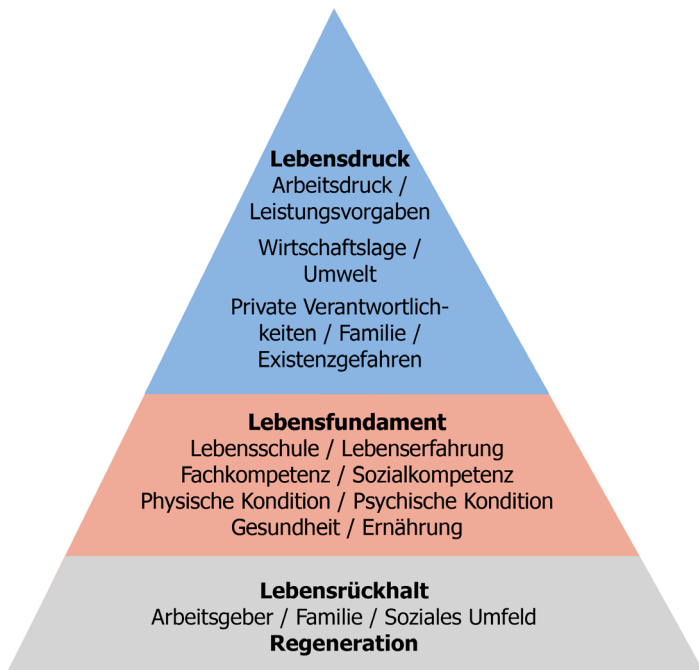 Lebensdruck
Arbeitsdruck /
Leistungsvorgaben
Wirtschaftslage /
Umwelt
Private Verantwortlich-
keiten / Familie /
Existenzgefahren
Lebensfundament
Lebensschule / Lebenserfahrung
Fachkompetenz / Sozialkompetenz
Physische Kondition / Psychische Kondition
Gesundheit / Ernährung
Lebensrückhalt
Arbeitsgeber / Familie / Soziales Umfeld
Regeneration